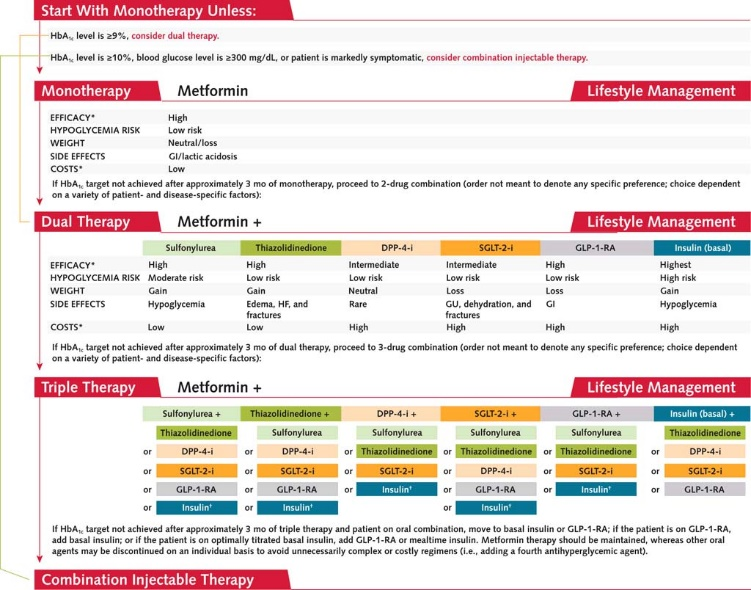 Start With Monotherapy Unless:
HbA1c level is ≥9%, consider dual therapy.
HbA1c level is ≥10%, blood glucose level is ≥300 mg/dL, or patient is markedly symptomatic, consider combination injectable therapy.
Monotherapy Metformin Lifestyle Management
EFFICACY* High
HYPOGLYCEMIA RISK Low risk
WEIGHT Neutral/loss
SIDE EFFECTS GI/lactic acidosis
COSTS* Low
If HbA1c target not achieved after approximately 3 mo of monotherapy, proceed to 2-drug combination (order not meant to denote any specific preference; choice dependent
on a variety of patient- and disease-specific factors):
Dual Therapy Metformin + Lifestyle Management
Sulfonylurea Thiazolidinedione DPP-4-i SGLT-2-i GLP-1-RA Insulin (basal)
EFFICACY* High High Intermediate Intermediate High Highest
HYPOGLYCEMIA RISK Moderate risk Low risk Low risk Low risk Low risk High risk
WEIGHT Gain Gain Neutral Loss Loss Gain
SIDE EFFECTS Hypoglycemia Edema, HF, and Rare GU, dehydration, and GI Hypoglycemia
fractures fractures
COSTS* Low Low High High High High
If HbA1c target not achieved after approximately 3 mo of dual therapy, proceed to 3-drug combination (order not meant to denote any specific preference; choice dependent
on a variety of patient- and disease-specific factors):
Triple Therapy Metformin + Lifestyle Management
Sulfonylurea + Thiazolidinedione + DPP-4-i + SGLT-2-i + GLP-1-RA + Insulin (basal) +
Thiazolidinedione Sulfonylurea Sulfonylurea Sulfonylurea Sulfonylurea Thiazolidinedione
or DPP-4-i or DPP-4-i or Thiazolidinedione or Thiazolidinedione or Thiazolidinedione or DPP-4-i
or SGLT-2-i or SGLT-2-i or SGLT-2-i or DPP-4-i or SGLT-2-i or SGLT-2-i
or GLP-1-RA or GLP-1-RA or Insulin† or GLP-1-RA or Insulin† or GLP-1-RA
or Insulin† or Insulin† or Insulin†
If HbA1c target not achieved after approximately 3 mo of triple therapy and patient on oral combination, move to basal insulin or GLP-1-RA; if the patient is on GLP-1-RA,
add basal insulin; or if the patient is on optimally titrated basal insulin, add GLP-1-RA or mealtime insulin. Metformin therapy should be maintained, whereas other oral
agents may be discontinued on an individual basis to avoid unnecessarily complex or costly regimens (i.e., adding a fourth antihyperglycemic agent).
Combination Injectable Therapy